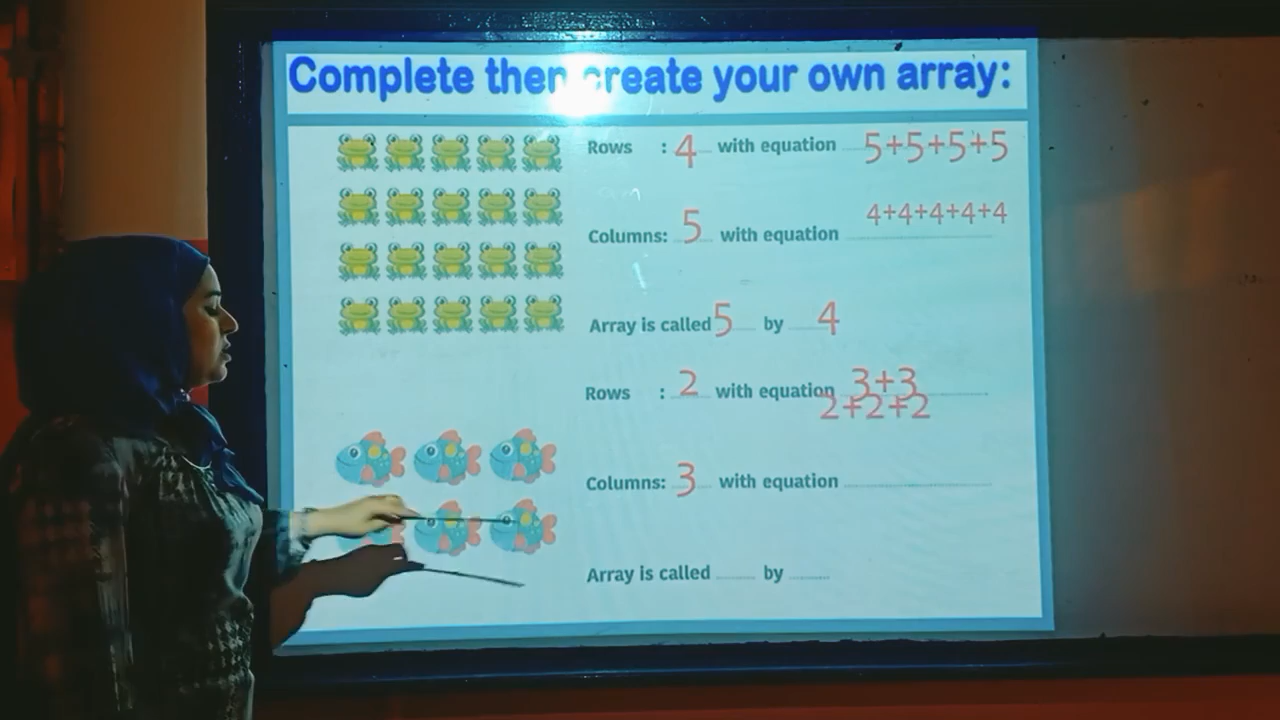 Complete then create your own array:
Rows : 4 with equation 5+5+5+5
Columns: 5 with equation 4+4+4+4+4
Array is called 5 by 4
Rows : 2 with equation 3+3
2+2+2
Columns: 3 with equation
Array is called by